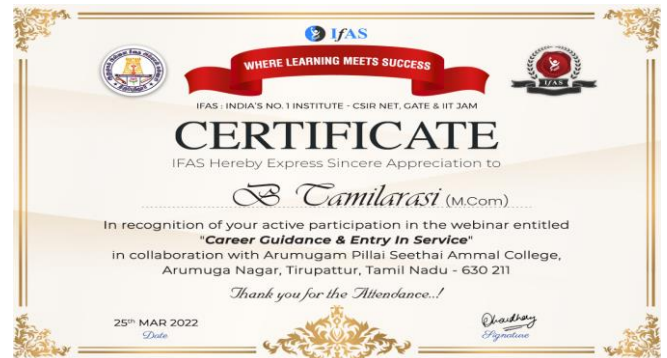 IFAS
WHERE LEARNING MEETS SUCCESS
IFAS
IFAS : INDIA'S NO. 1 INSTITUTE - CSIR NET, GATE & IIT JAM
CERTIFICATE
IFAS Hereby Express Sincere Appreciation to
B Tamilarasi (M.Com)
In recognition of your active participation in the webinar entitled
"Career Guidance & Entry In Service"
in collaboration with Arumugam Pillai Seethai Ammal College,
Arumuga Nagar, Tirupattur, Tamil Nadu - 630 211
Thank you for the Attendance..!
25th MAR 2022
Date
Chaudhary
Signature